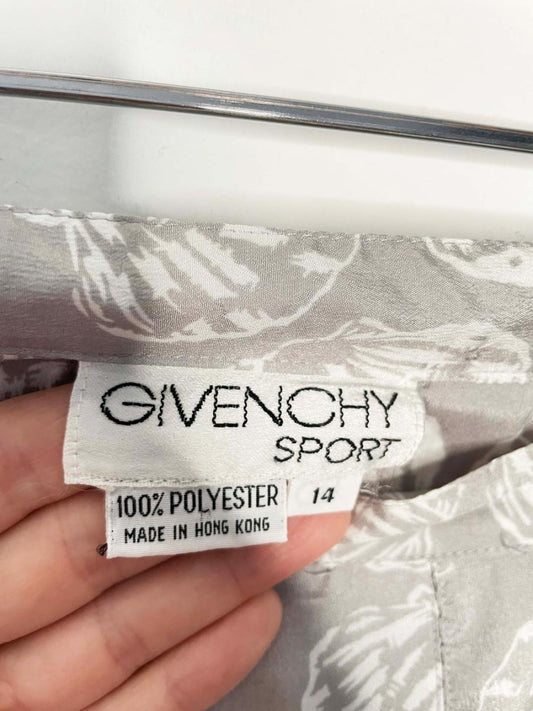 GIVENCHY
SPORT
100% POLYESTER
MADE IN HONG KONG
14